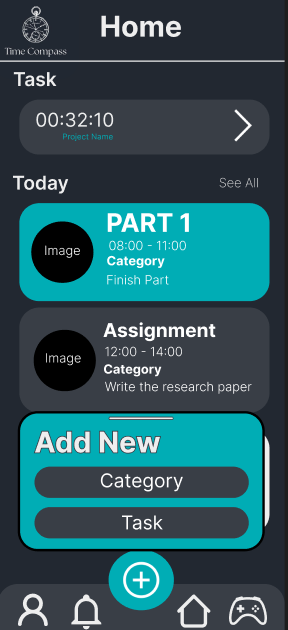 Home
Time Compass
Task
00:32:10
Project Name
Today
See All
Image
PART 1
08:00 - 11:00
Category
Finish Part
Image
Assignment
12:00 - 14:00
Category
Write the research paper
Add New
Category
Task